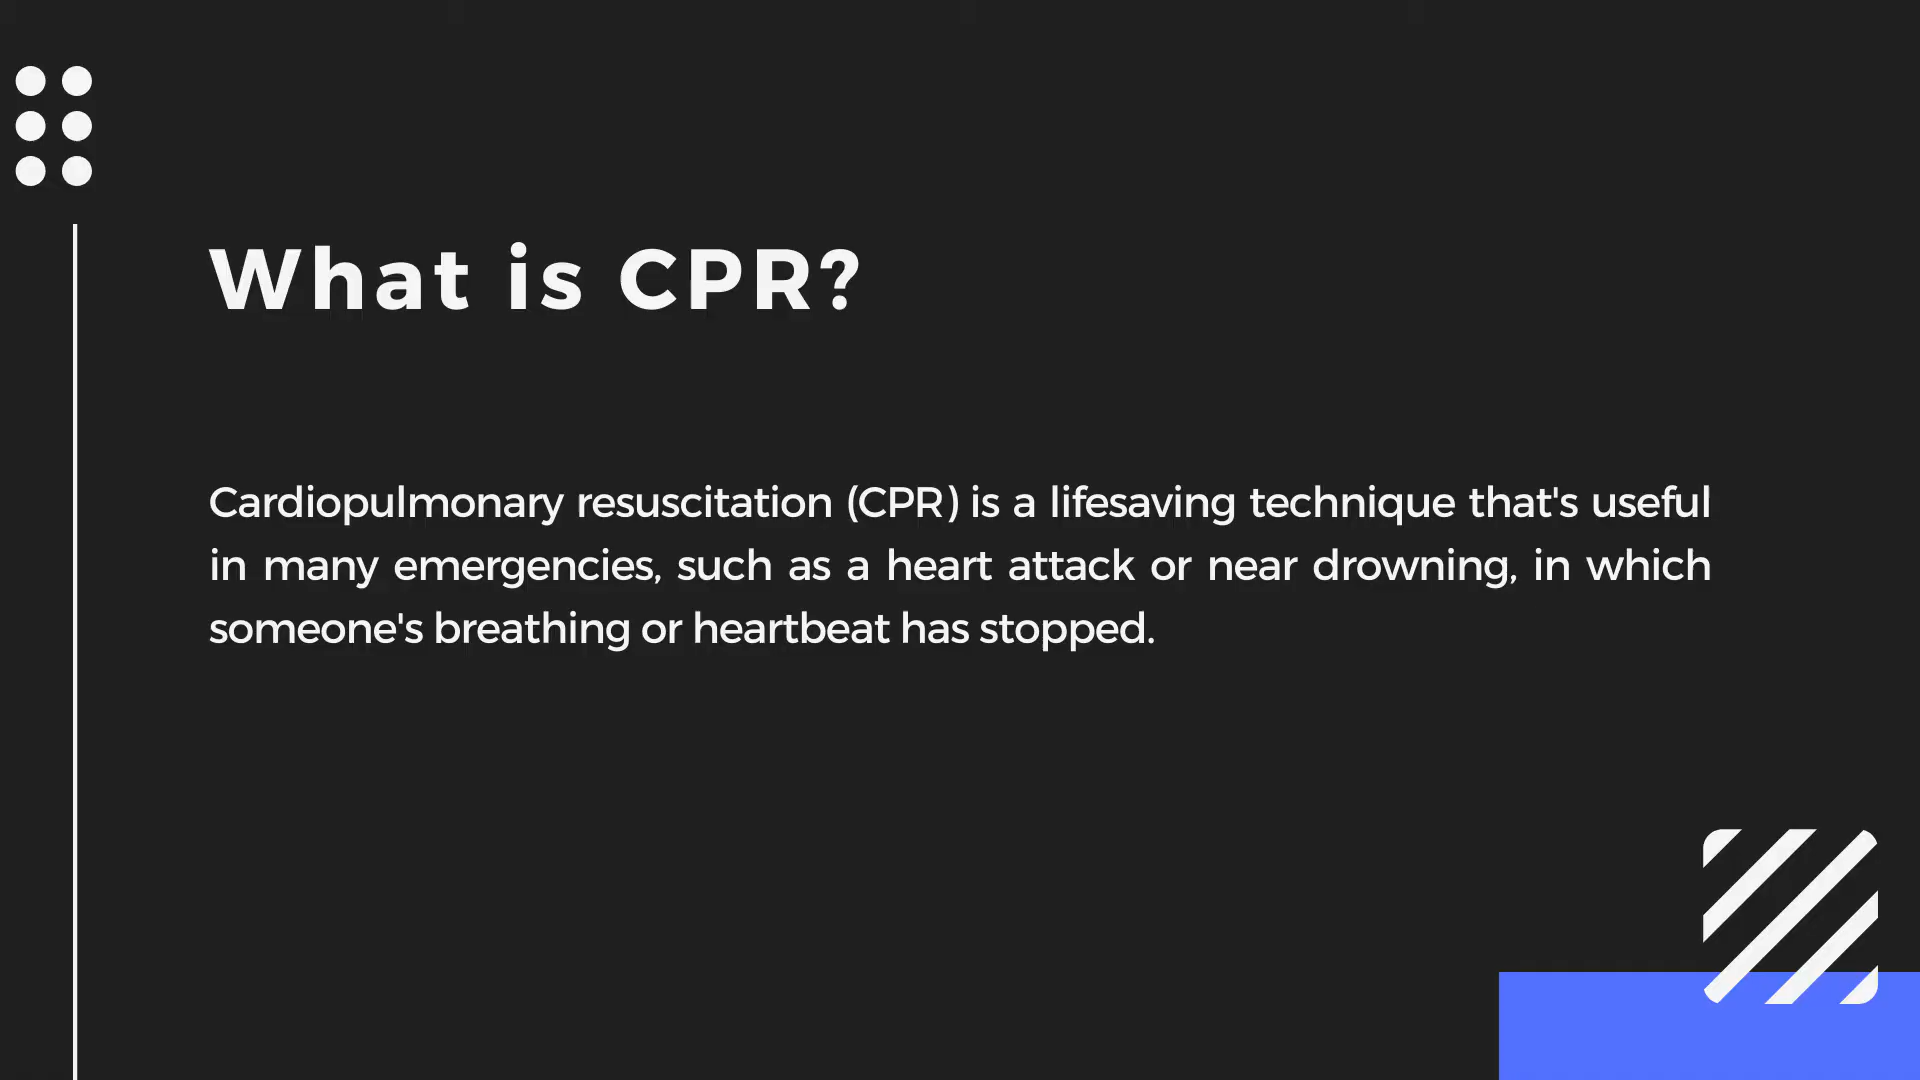 What is CPR?
Cardiopulmonary resuscitation (CPR) is a lifesaving technique that's useful
in many emergencies, such as a heart attack or near drowning, in which
someone's breathing or heartbeat has stopped.